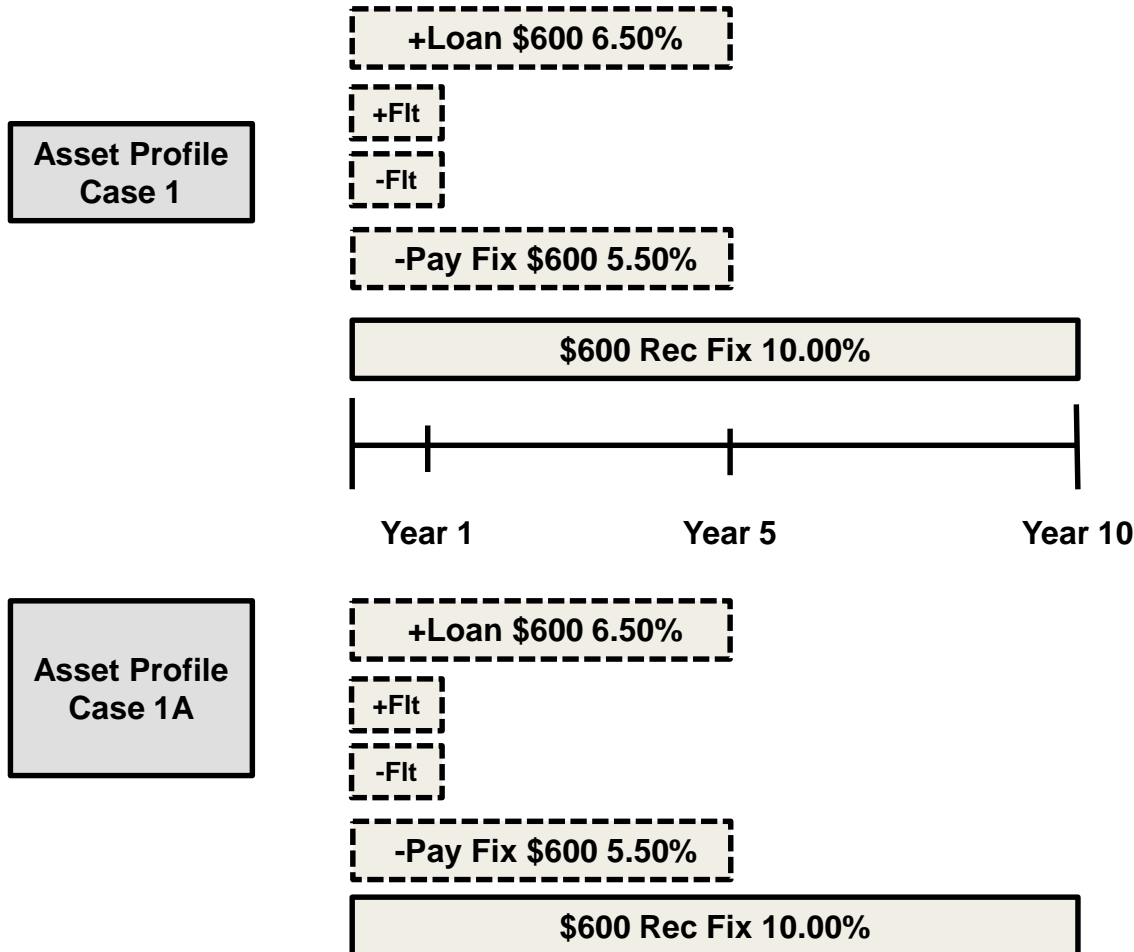 +Loan $600 6.50%
+Flt
Asset Profile
Case 1
-Flt
-Pay Fix $600 5.50%
$600 Rec Fix 10.00%
Year 1
Year 5
Year 10
+Loan $600 6.50%
Asset Profile
Case 1A
+Flt
-Flt
-Pay Fix $600 5.50%
$600 Rec Fix 10.00%